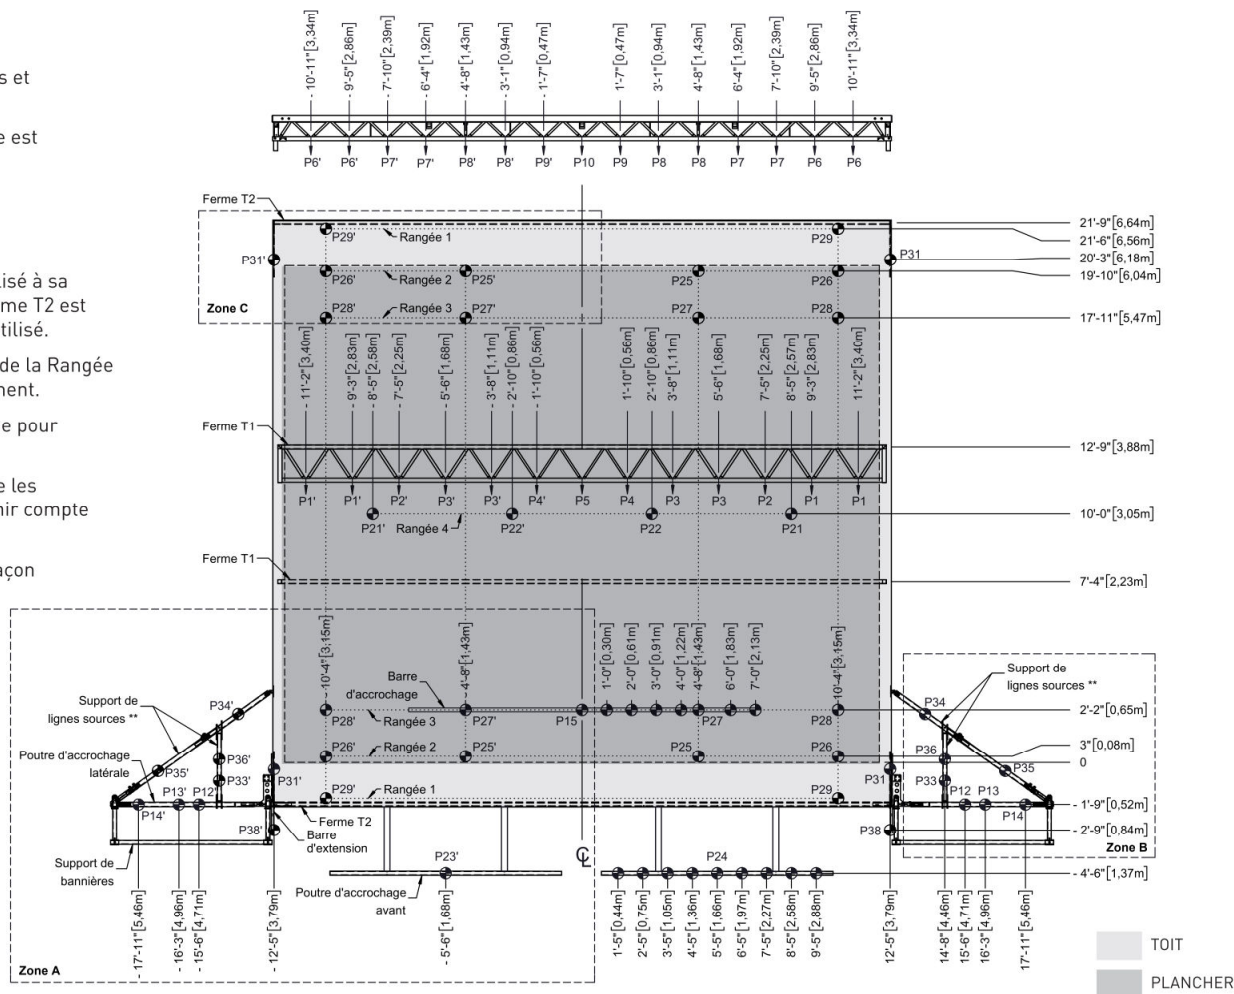 s et
e est
lisé à sa
me T2 est
tilisé.
de la Rangée
ment.
e pour
e les
nir compte
açon
- 10'-11" [3,34m]
- 9'-5" [2,86m]
- 7'-10" [2,39m]
- 6'-4" [1,92m]
- 4'-8" [1,43m]
- 3'-1" [0,94m]
- 1'-7" [0,47m]
1'-7" [0,47m]
3'-1" [0,94m]
4'-8" [1,43m]
6'-4" [1,92m]
7'-10" [2,39m]
9'-5" [2,86m]
10'-11" [3,34m]
P6' P6' P7' P7' P8' P8' P9' P10 P9 P8 P8 P7 P7 P6 P6
Ferme T2
P29' Rangée 1 P29
P31' P31
P26' Rangée 2 P25' P25 P26
Zone C
P28' Rangée 3 P27' P27 P28
21'-9" [6,64m]
21'-6" [6,56m]
20'-3" [6,18m]
19'-10" [6,04m]
17'-11" [5,47m]
- 11'-2" [3,40m]
- 9'-3" [2,83m]
- 8'-5" [2,58m]
- 7'-5" [2,25m]
5'-6" [1,68m]
- 3'-8" [1,11m]
- 2'-10" [0,86m]
- 1'-10" [0,56m]
1'-10" [0,56m]
2'-10" [0,86m]
3'-8" [1,11m]
5'-6" [1,68m]
7'-5" [2,25m]
8'-5" [2,57m]
9'-3" [2,83m]
11'-2" [3,40m]
Ferme T1
12'-9" [3,88m]
P1' P1' P2' P3' P3' P4' P5 P4 P3 P3 P2 P1 P1
P21' Rangée 4 P22' P22 P21
10'-0" [3,05m]
Ferme T1
7'-4" [2,23m]
- 10'-4" [3,15m]
4'-8" [1,43m]
1'-0" [0,30m]
2'-0" [0,61m]
3'-0" [0,91m]
4'-0" [1,22m]
4'-8" [1,43m]
6'-0" [1,83m]
7'-0" [2,13m]
10'-4" [3,15m]
Barre
d'accrochage
P28' Rangée 3 P27' P15 P27 P28
2'-2" [0,65m]
P26' Rangée 2 P25' P25 P26
3" [0,08m]
0
P31' P31
P29' Rangée 1 P29
- 1'-9" [0,52m]
- 2'-9" [0,84m]
- 4'-6" [1,37m]
Support de
lignes sources **
P34'
Poutre d'accrochage
latérale
P35' P36'
P13' P33'
P14' P12'
P38'
Ferme T2
Barre
d'extension
Support de
bannières
Poutre d'accrochage
avant
P23'
P24
Support de
lignes sources **
P34
P36 P35
P33
P12 P13
P14
P38
Zone B
CL
- 17'-11" [5,46m]
- 16'-3" [4,96m]
- 15'-6" [4,71m]
- 12'-5" [3,79m]
- 5'-6" [1,68m]
1'-5" [0,44m]
2'-5" [0,75m]
3'-5" [1,05m]
4'-5" [1,36m]
5'-5" [1,66m]
6'-5" [1,97m]
7'-5" [2,27m]
8'-5" [2,58m]
9'-5" [2,88m]
12'-5" [3,79m]
14'-8" [4,46m]
15'-6" [4,71m]
16'-3" [4,96m]
17'-11" [5,46m]
Zone A
TOIT
PLANCHER